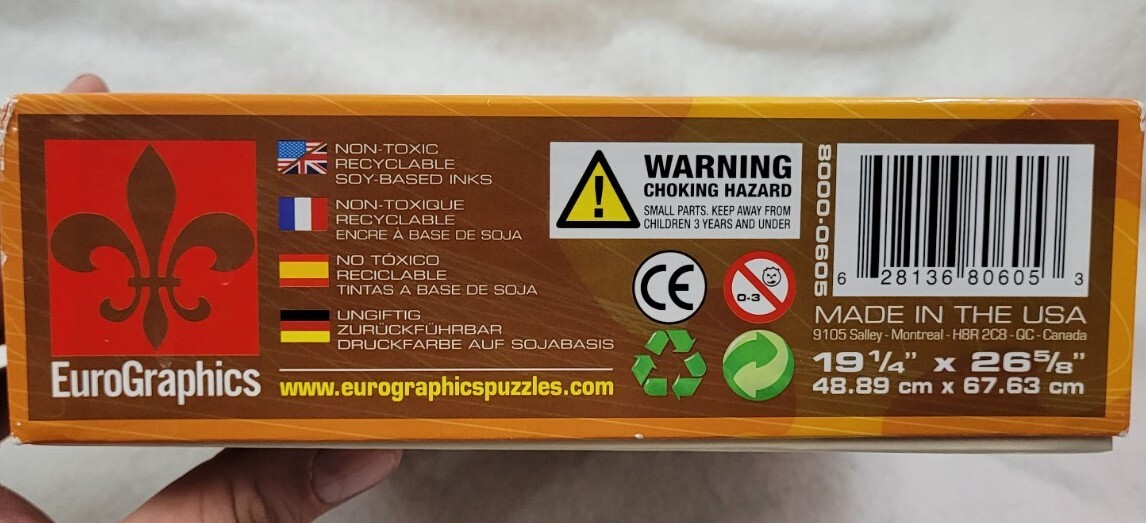 EuroGraphics
NON-TOXIC
RECYCLABLE
SOY-BASED INKS
NON-TOXIQUE
RECYCLABLE
ENCRE À BASE DE SOJA
NO TÓXICO
RECICLABLE
TINTAS A BASE DE SOJA
UNGIFTIG
ZURÜCKFÜHRBAR
DRUCKFARBE AUF SOJABASIS
www.eurographicspuzzles.com
WARNING
CHOKING HAZARD
SMALL PARTS. KEEP AWAY FROM
CHILDREN 3 YEARS AND UNDER
CE
0-3
8000-0605
6 28136 80605 3
MADE IN THE USA
9105 Salley - Montreal - H8R 2C8 - QC - Canada
19 1/4" x 26 5/8"
48.89 cm x 67.63 cm